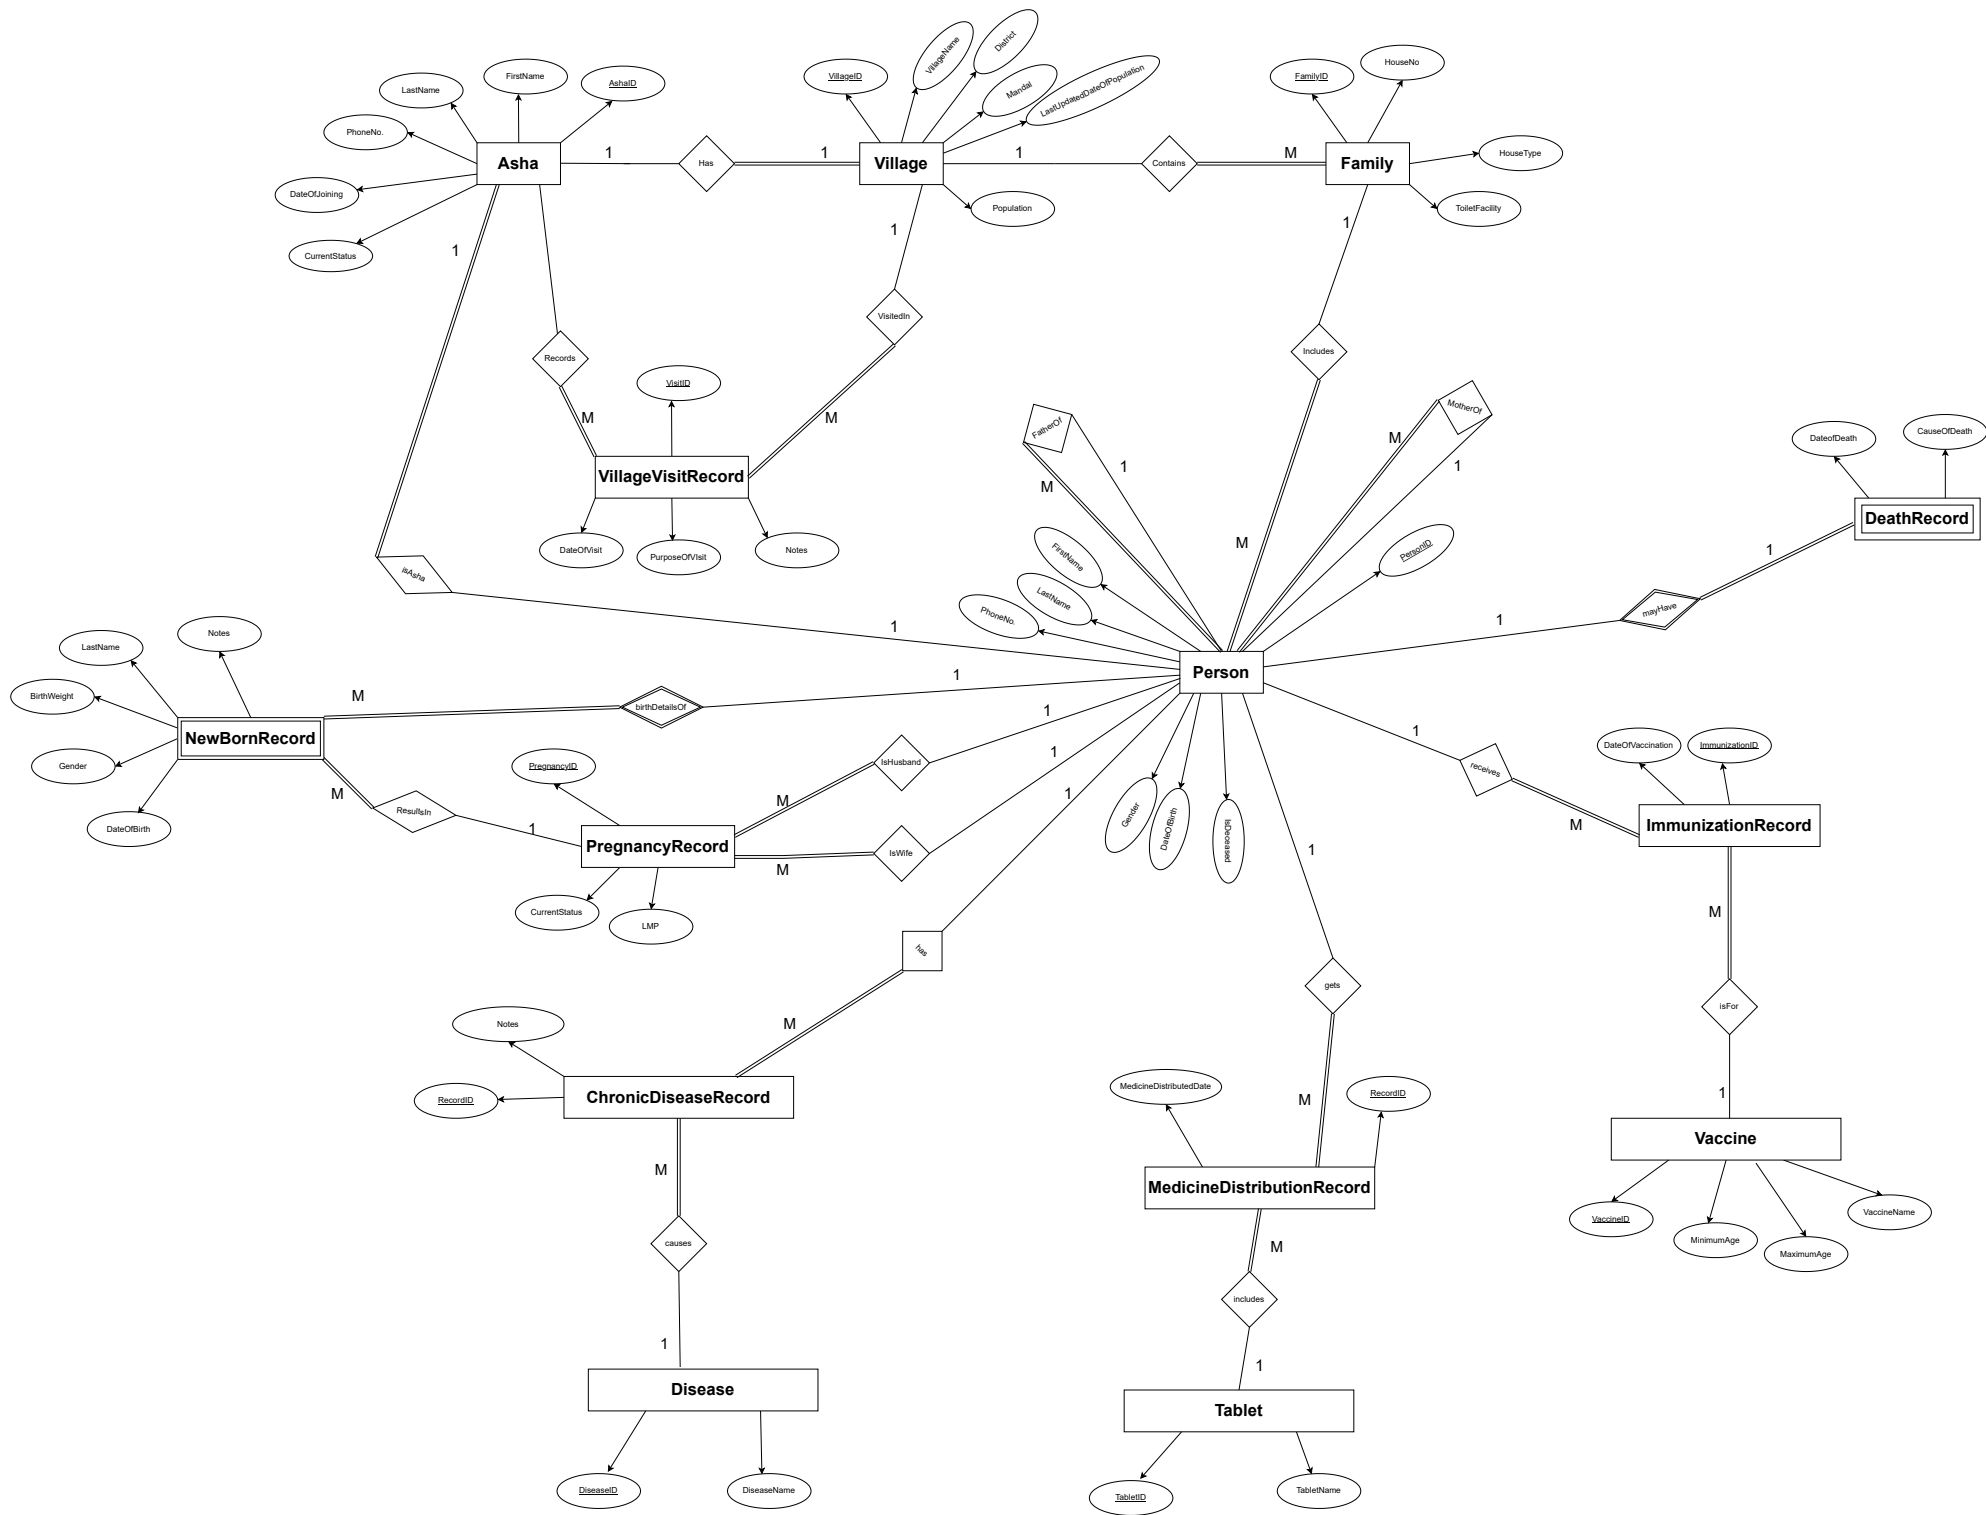 VillageName
District
FirstName
AshaID
LastName
VillageID
Mandal
LastUpdatedDateOfPopulation
FamilyID
HouseNo
PhoneNo.
Asha
1
Has
1
Village
1
Contains
M
Family
HouseType
DateOfJoining
Population
ToiletFacility
CurrentStatus
1
1
1
VisitedIn
Records
Includes
VisitID
M
M
FatherOf
MotherOf
M
1
M
1
DateofDeath
CauseOfDeath
VillageVisitRecord
DeathRecord
DateOfVisit
PurposeOfVIsit
Notes
M
1
isAsha
FirstName
LastName
PhoneNo.
PersonID
mayHave
1
1
Notes
LastName
Person
BirthWeight
M
birthDetailsOf
1
NewBornRecord
1
1
DateOfVaccination
ImmunizationID
Gender
PregnancyID
IsHusband
1
receives
M
ResultsIn
M
1
Gender
DateOfBirth
IsDeceased
DateOfBirth
1
PregnancyRecord
M
IsWife
1
M
ImmunizationRecord
CurrentStatus
LMP
M
has
gets
isFor
Notes
M
MedicineDistributedDate
RecordID
M
1
RecordID
ChronicDiseaseRecord
Vaccine
M
MedicineDistributionRecord
VaccineID
MinimumAge
MaximumAge
VaccineName
causes
M
includes
1
1
Disease
Tablet
DiseaseID
DiseaseName
TabletID
TabletName